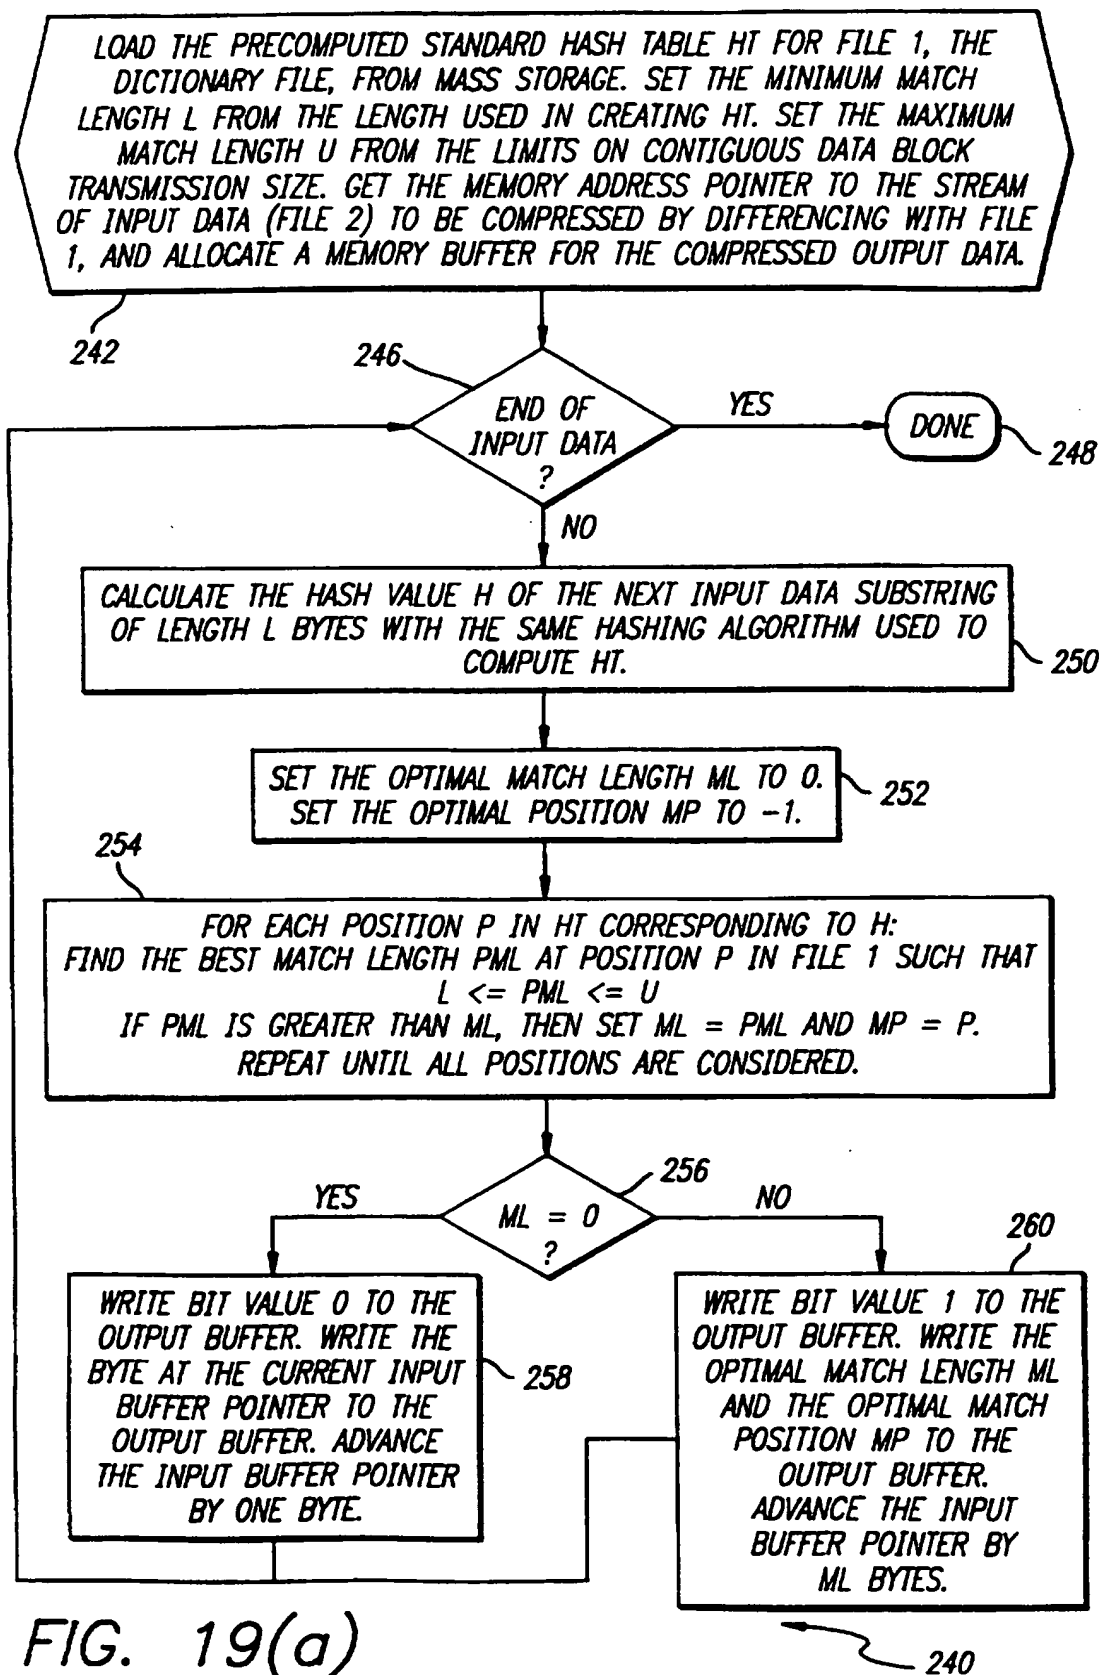 LOAD THE PRECOMPUTED STANDARD HASH TABLE HT FOR FILE 1, THE
DICTIONARY FILE, FROM MASS STORAGE. SET THE MINIMUM MATCH
LENGTH L FROM THE LENGTH USED IN CREATING HT. SET THE MAXIMUM
MATCH LENGTH U FROM THE LIMITS ON CONTIGUOUS DATA BLOCK
TRANSMISSION SIZE. GET THE MEMORY ADDRESS POINTER TO THE STREAM
OF INPUT DATA (FILE 2) TO BE COMPRESSED BY DIFFERENCING WITH FILE
1, AND ALLOCATE A MEMORY BUFFER FOR THE COMPRESSED OUTPUT DATA.
242
246
END OF
INPUT DATA
?
YES
DONE
248
NO
CALCULATE THE HASH VALUE H OF THE NEXT INPUT DATA SUBSTRING
OF LENGTH L BYTES WITH THE SAME HASHING ALGORITHM USED TO
COMPUTE HT.
250
SET THE OPTIMAL MATCH LENGTH ML TO 0.
SET THE OPTIMAL POSITION MP TO -1.
252
254
FOR EACH POSITION P IN HT CORRESPONDING TO H:
FIND THE BEST MATCH LENGTH PML AT POSITION P IN FILE 1 SUCH THAT
L <= PML <= U
IF PML IS GREATER THAN ML, THEN SET ML = PML AND MP = P.
REPEAT UNTIL ALL POSITIONS ARE CONSIDERED.
256
YES
ML = 0
?
NO
WRITE BIT VALUE 0 TO THE
OUTPUT BUFFER. WRITE THE
BYTE AT THE CURRENT INPUT
BUFFER POINTER TO THE
OUTPUT BUFFER. ADVANCE
THE INPUT BUFFER POINTER
BY ONE BYTE.
258
260
WRITE BIT VALUE 1 TO THE
OUTPUT BUFFER. WRITE THE
OPTIMAL MATCH LENGTH ML
AND THE OPTIMAL MATCH
POSITION MP TO THE
OUTPUT BUFFER.
ADVANCE THE INPUT
BUFFER POINTER BY
ML BYTES.
FIG. 19(a)
240